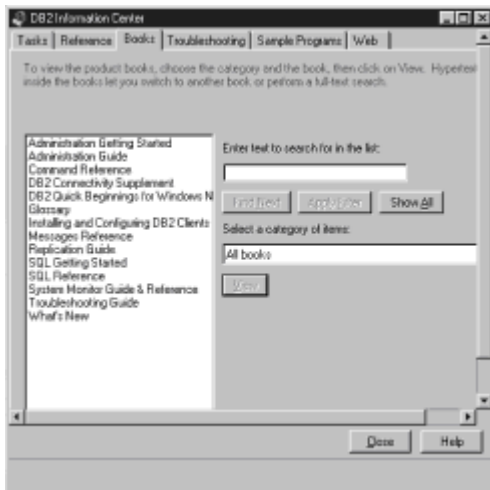 DB2 Information Center
Tasks Reference Books Troubleshooting Sample Programs Web
To view the product books, choose the category and the book, then click on View. Hypertext
inside the books let you switch to another book or perform a full-text search.
Administration Getting Started
Administration Guide
Command Reference
DB2 Connectivity Supplement
DB2 Quick Beginnings for Windows N
Glossary
Installing and Configuring DB2 Clients
Messages Reference
Replication Guide
SQL Getting Started
SQL Reference
System Monitor Guide & Reference
Troubleshooting Guide
What's New
Enter text to search for in the list:
Find Next Apply Filter Show All
Select a category of items:
All books
View
Close Help